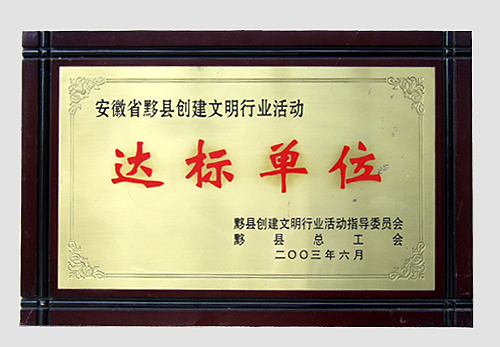 安徽省黟县创建文明行业活动
达标单位
黟县创建文明行业活动指导委员会
黟县总工会
二〇〇三年六月